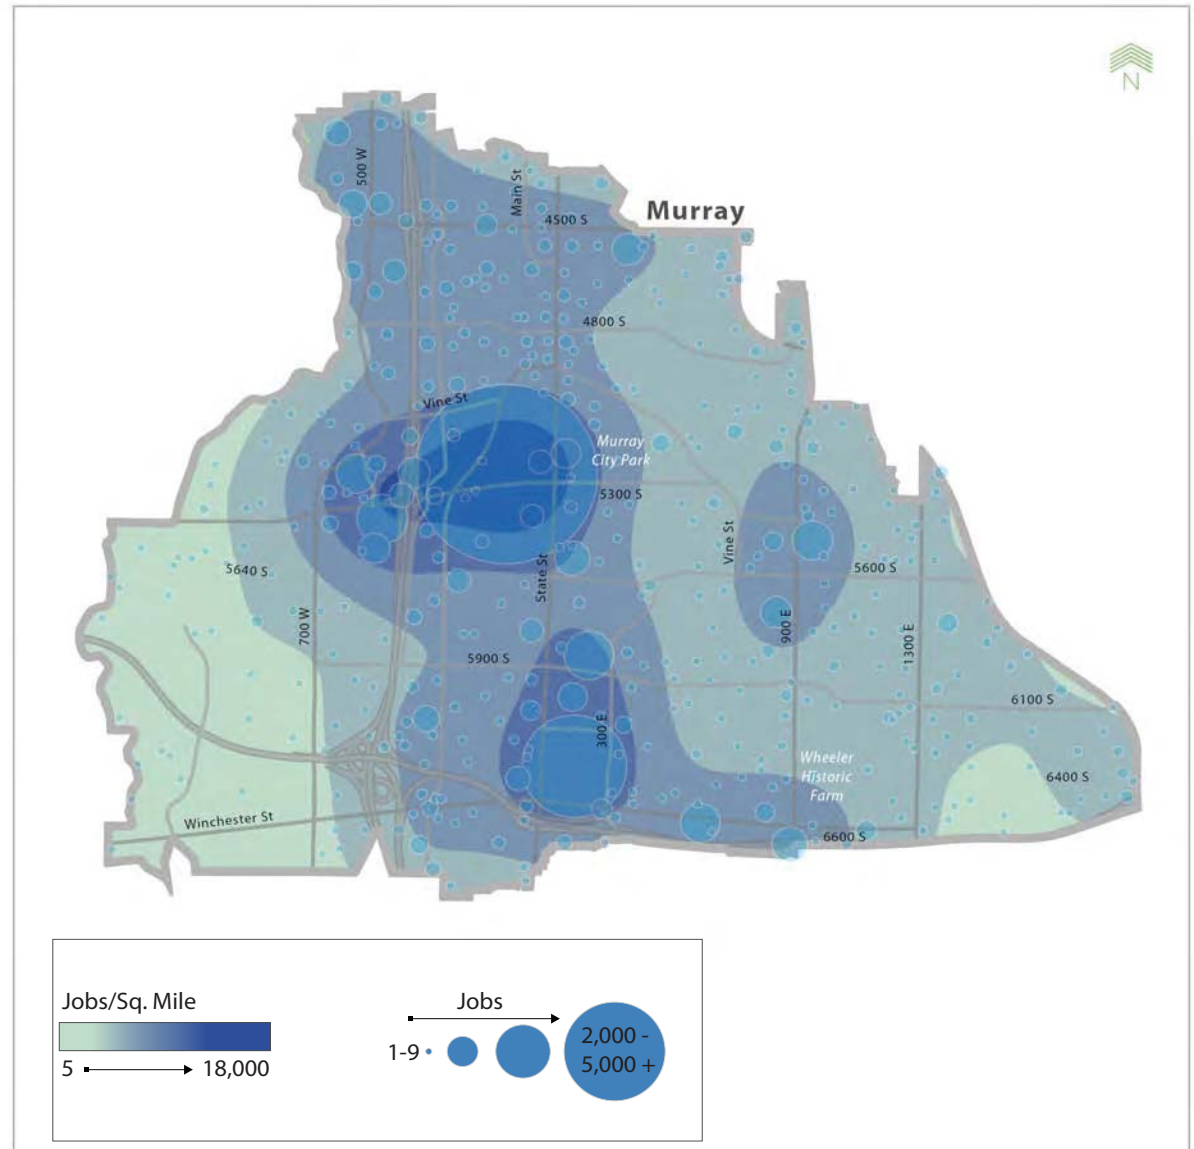 N
500 W
Main St
Murray
4500 S
4800 S
Vine St
Murray
City Park
5300 S
Vine St
5640 S
State St
5600 S
700 W
900 E
1300 E
5900 S
6100 S
300 E
Wheeler
Historic
Farm
6400 S
Winchester St
6600 S
Jobs/Sq. Mile
5 18,000
Jobs
1-9
2,000 -
5,000 +